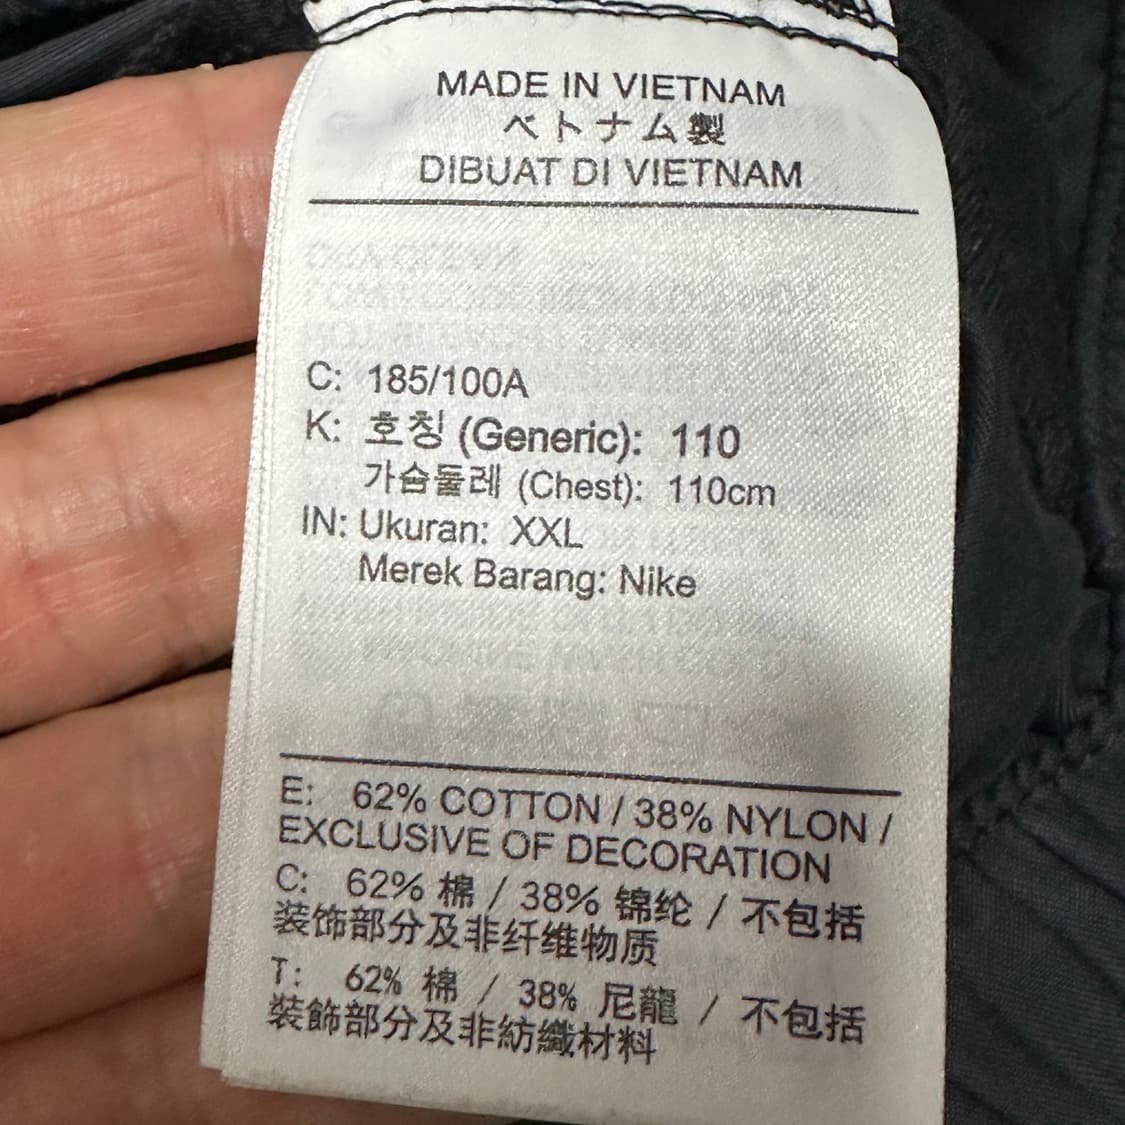 MADE IN VIETNAM
ベトナム製
DIBUAT DI VIETNAM
C: 185/100A
K: 호칭 (Generic): 110
가슴둘레 (Chest): 110cm
IN: Ukuran: XXL
Merek Barang: Nike
E: 62% COTTON / 38% NYLON /
EXCLUSIVE OF DECORATION
C: 62% 棉 / 38% 锦纶 / 不包括
装饰部分及非纤维物质
T: 62% 棉 / 38% 尼龍 / 不包括
裝飾部分及非紡織材料